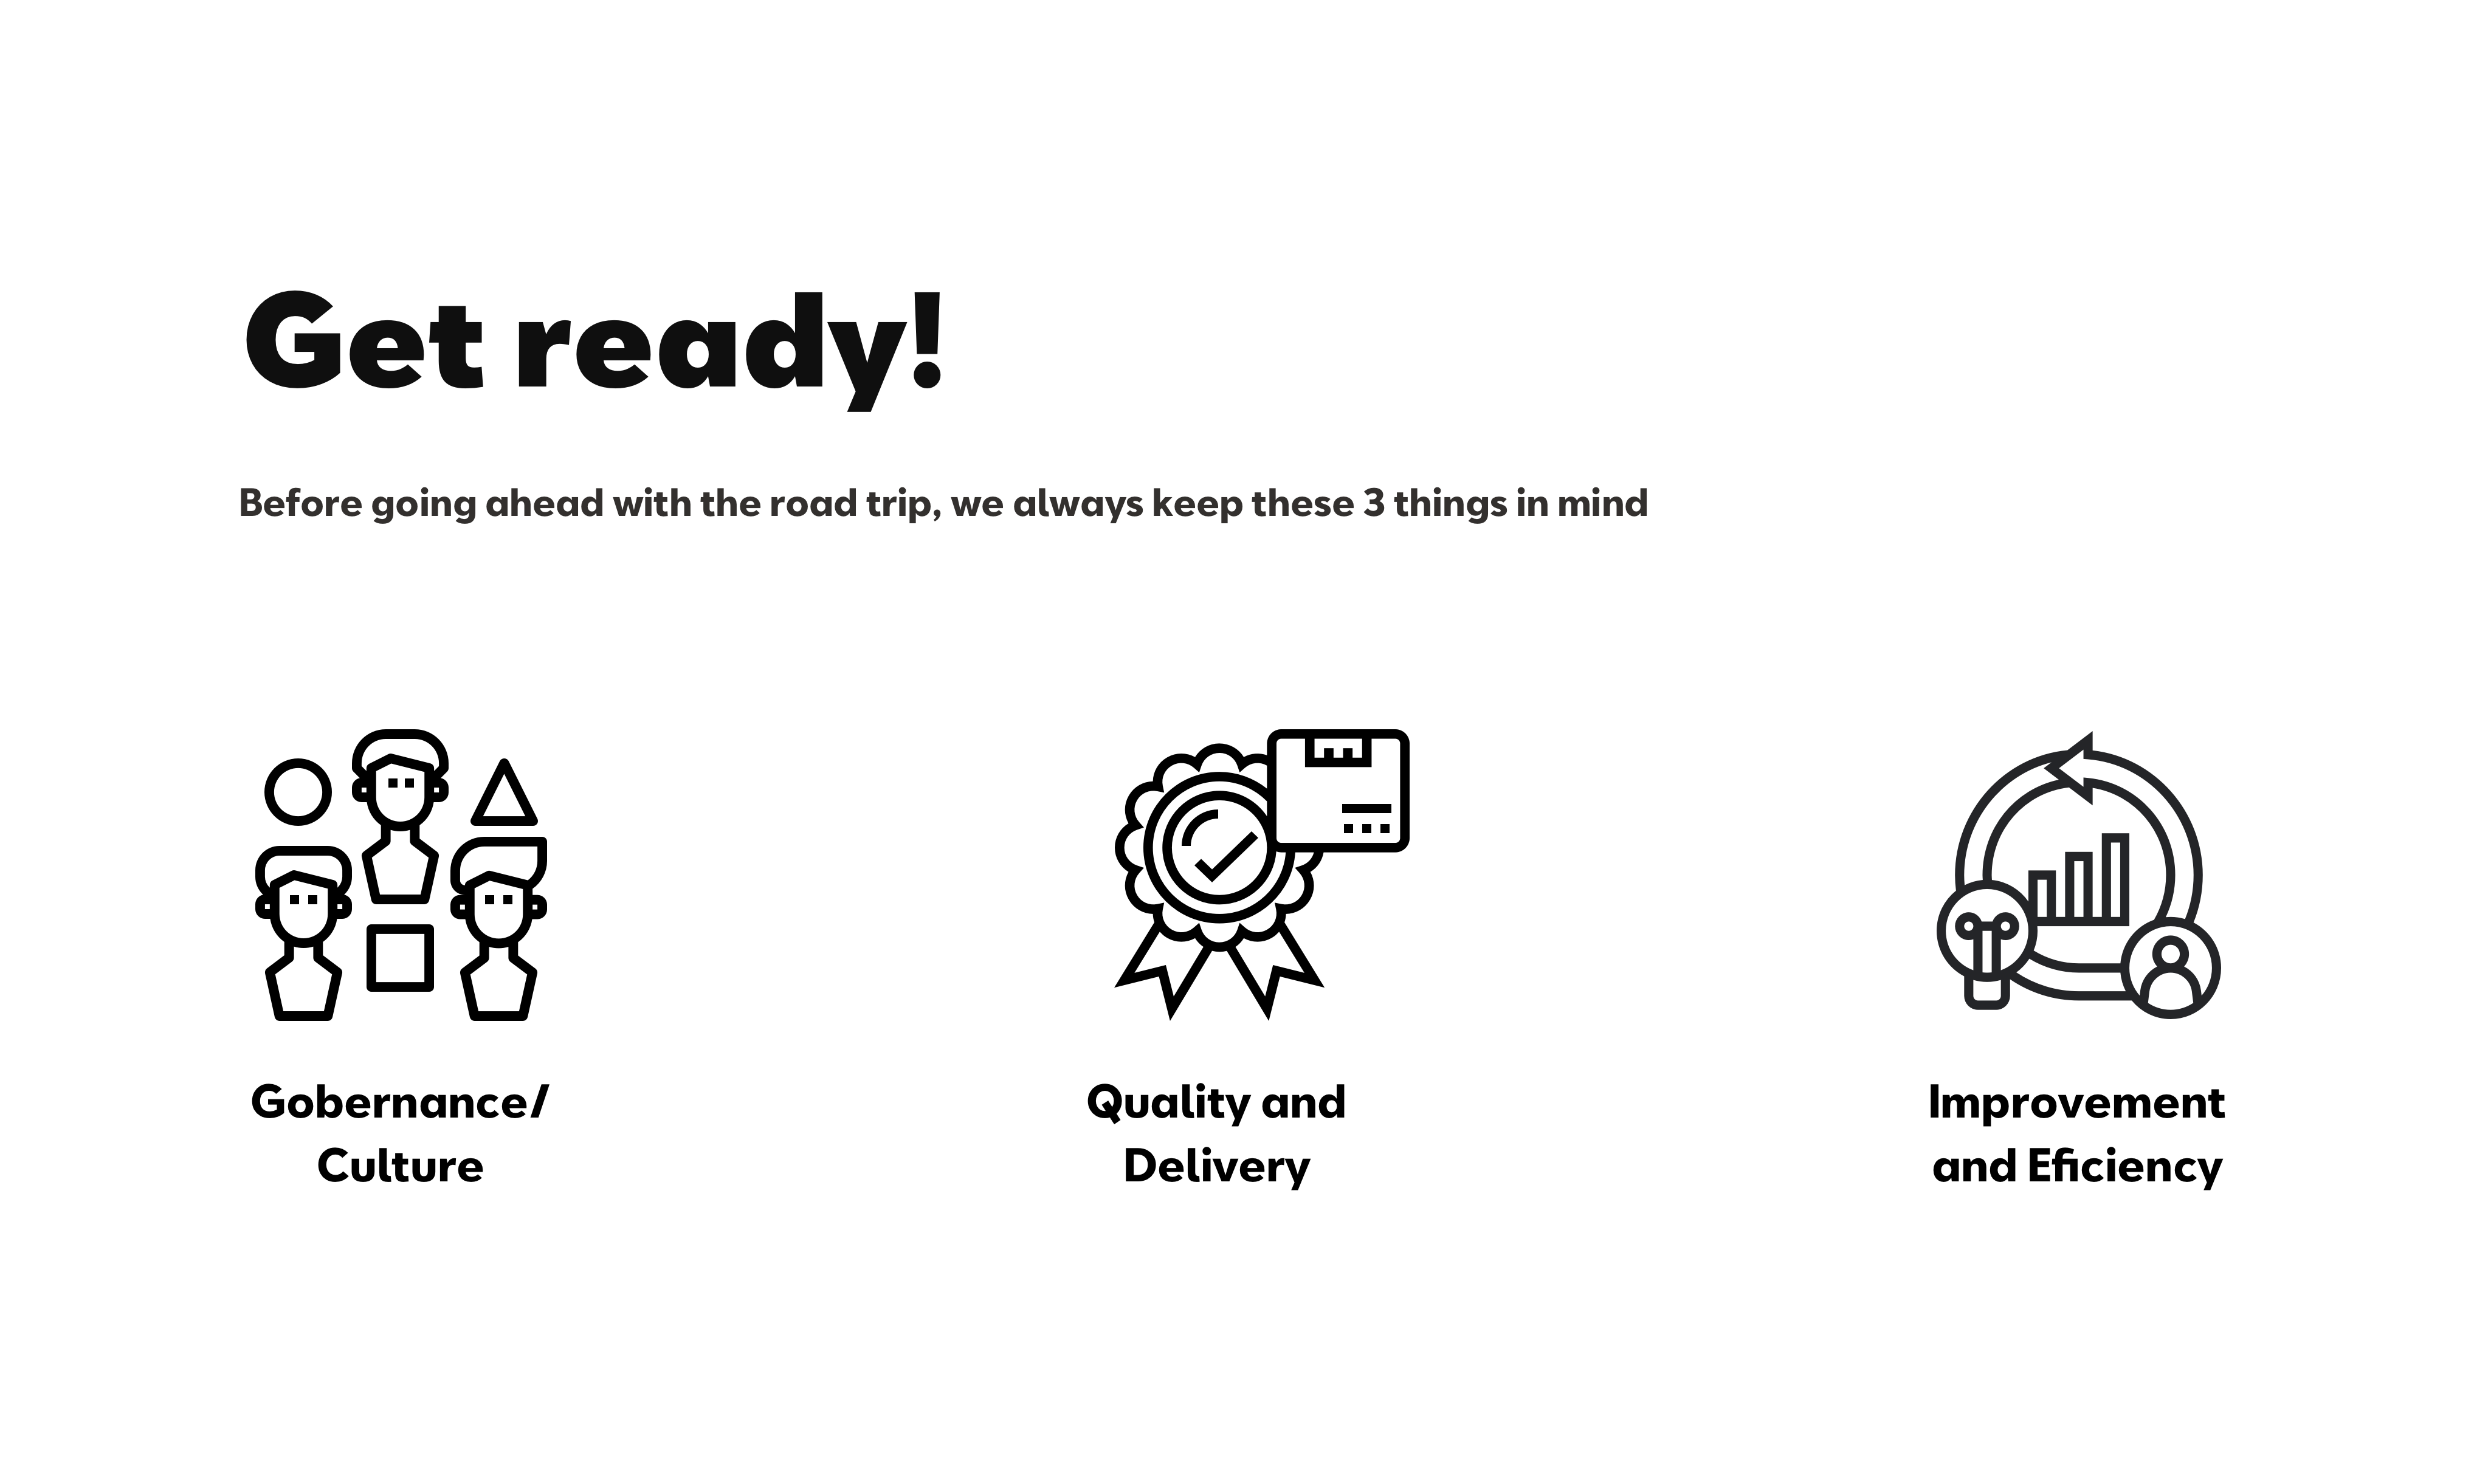 Get ready!
Before going ahead with the road trip, we always keep these 3 things in mind
Gobernance/
Culture
Quality and
Delivery
Improvement
and Eficiency